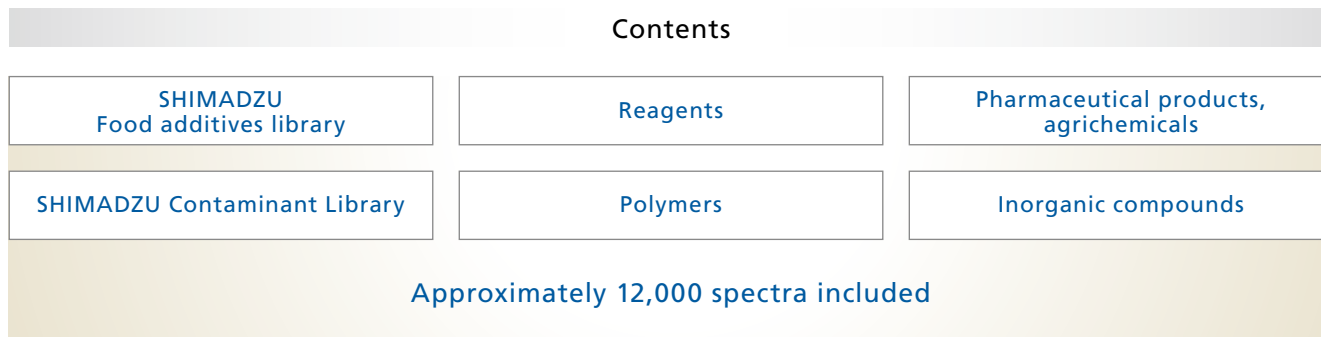 Contents
SHIMADZU
Food additives library
Reagents
Pharmaceutical products,
agrichemicals
SHIMADZU Contaminant Library
Polymers
Inorganic compounds
Approximately 12,000 spectra included